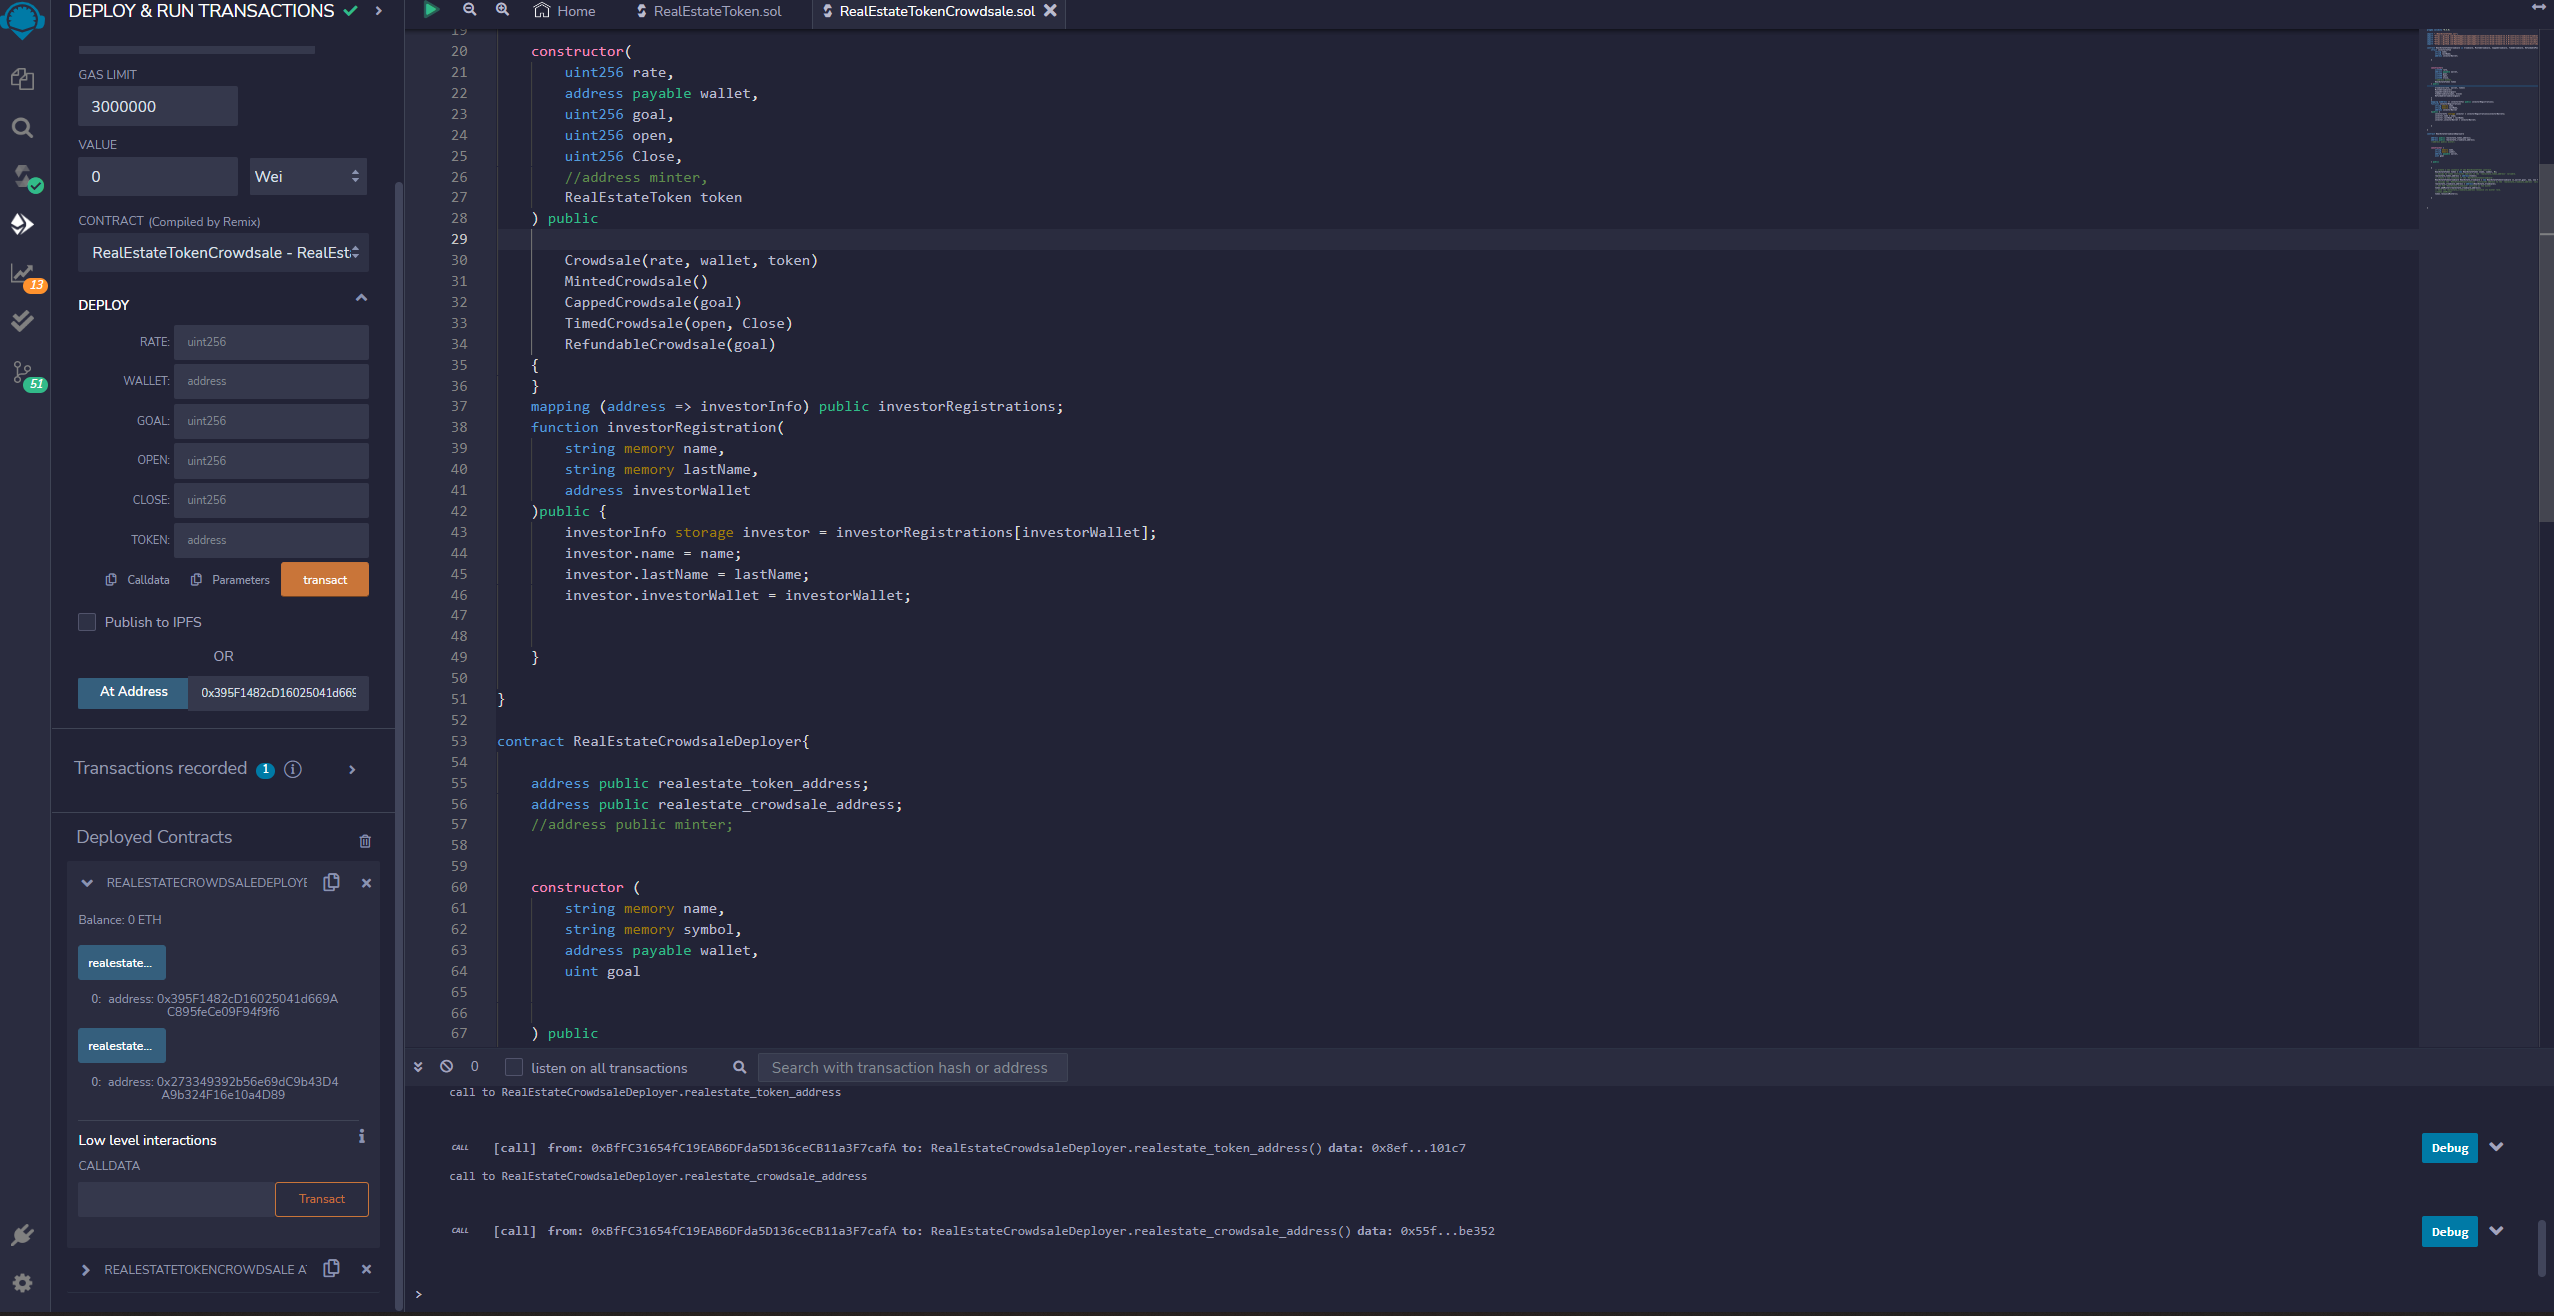 DEPLOY & RUN TRANSACTIONS
GAS LIMIT
3000000
VALUE
0
Wei
CONTRACT (Compiled by Remix)
RealEstateTokenCrowdsale - RealEst
DEPLOY
RATE: uint256
WALLET: address
GOAL: uint256
OPEN: uint256
CLOSE: uint256
TOKEN: address
Calldata Parameters transact
Publish to IPFS
OR
At Address 0x395F1482cD16025041d669
Transactions recorded 1
Deployed Contracts
REALESTATECROWDSALEDEPLOYE
Balance: 0 ETH
realestate...
0: address: 0x395F1482cD16025041d669A
C895feCe09F94f9f6
realestate...
0: address: 0x273349392b56e69dC9b43D4
A9b324F16e10a4D89
Low level interactions
CALLDATA
Transact
REALESTATETOKENCROWDSALE A
13
51
Home RealEstateToken.sol RealEstateTokenCrowdsale.sol
19
20 constructor(
21 uint256 rate,
22 address payable wallet,
23 uint256 goal,
24 uint256 open,
25 uint256 Close,
26 //address minter,
27 RealEstateToken token
28 ) public
29
30 Crowdsale(rate, wallet, token)
31 MintedCrowdsale()
32 CappedCrowdsale(goal)
33 TimedCrowdsale(open, Close)
34 RefundableCrowdsale(goal)
35 {
36 }
37 mapping (address => investorInfo) public investorRegistrations;
38 function investorRegistration(
39 string memory name,
40 string memory lastName,
41 address investorWallet
42 )public {
43 investorInfo storage investor = investorRegistrations[investorWallet];
44 investor.name = name;
45 investor.lastName = lastName;
46 investor.investorWallet = investorWallet;
47
48
49 }
50
51 }
52
53 contract RealEstateCrowdsaleDeployer{
54
55 address public realestate_token_address;
56 address public realestate_crowdsale_address;
57 //address public minter;
58
59
60 constructor (
61 string memory name,
62 string memory symbol,
63 address payable wallet,
64 uint goal
65
66
67 ) public
0 listen on all transactions Search with transaction hash or address
call to RealEstateCrowdsaleDeployer.realestate_token_address
CALL [call] from: 0xBfFC31654fC19EAB6DFda5D136ceCB11a3F7cafA to: RealEstateCrowdsaleDeployer.realestate_token_address() data: 0x8ef...101c7 Debug
call to RealEstateCrowdsaleDeployer.realestate_crowdsale_address
CALL [call] from: 0xBfFC31654fC19EAB6DFda5D136ceCB11a3F7cafA to: RealEstateCrowdsaleDeployer.realestate_crowdsale_address() data: 0x55f...be352 Debug
>